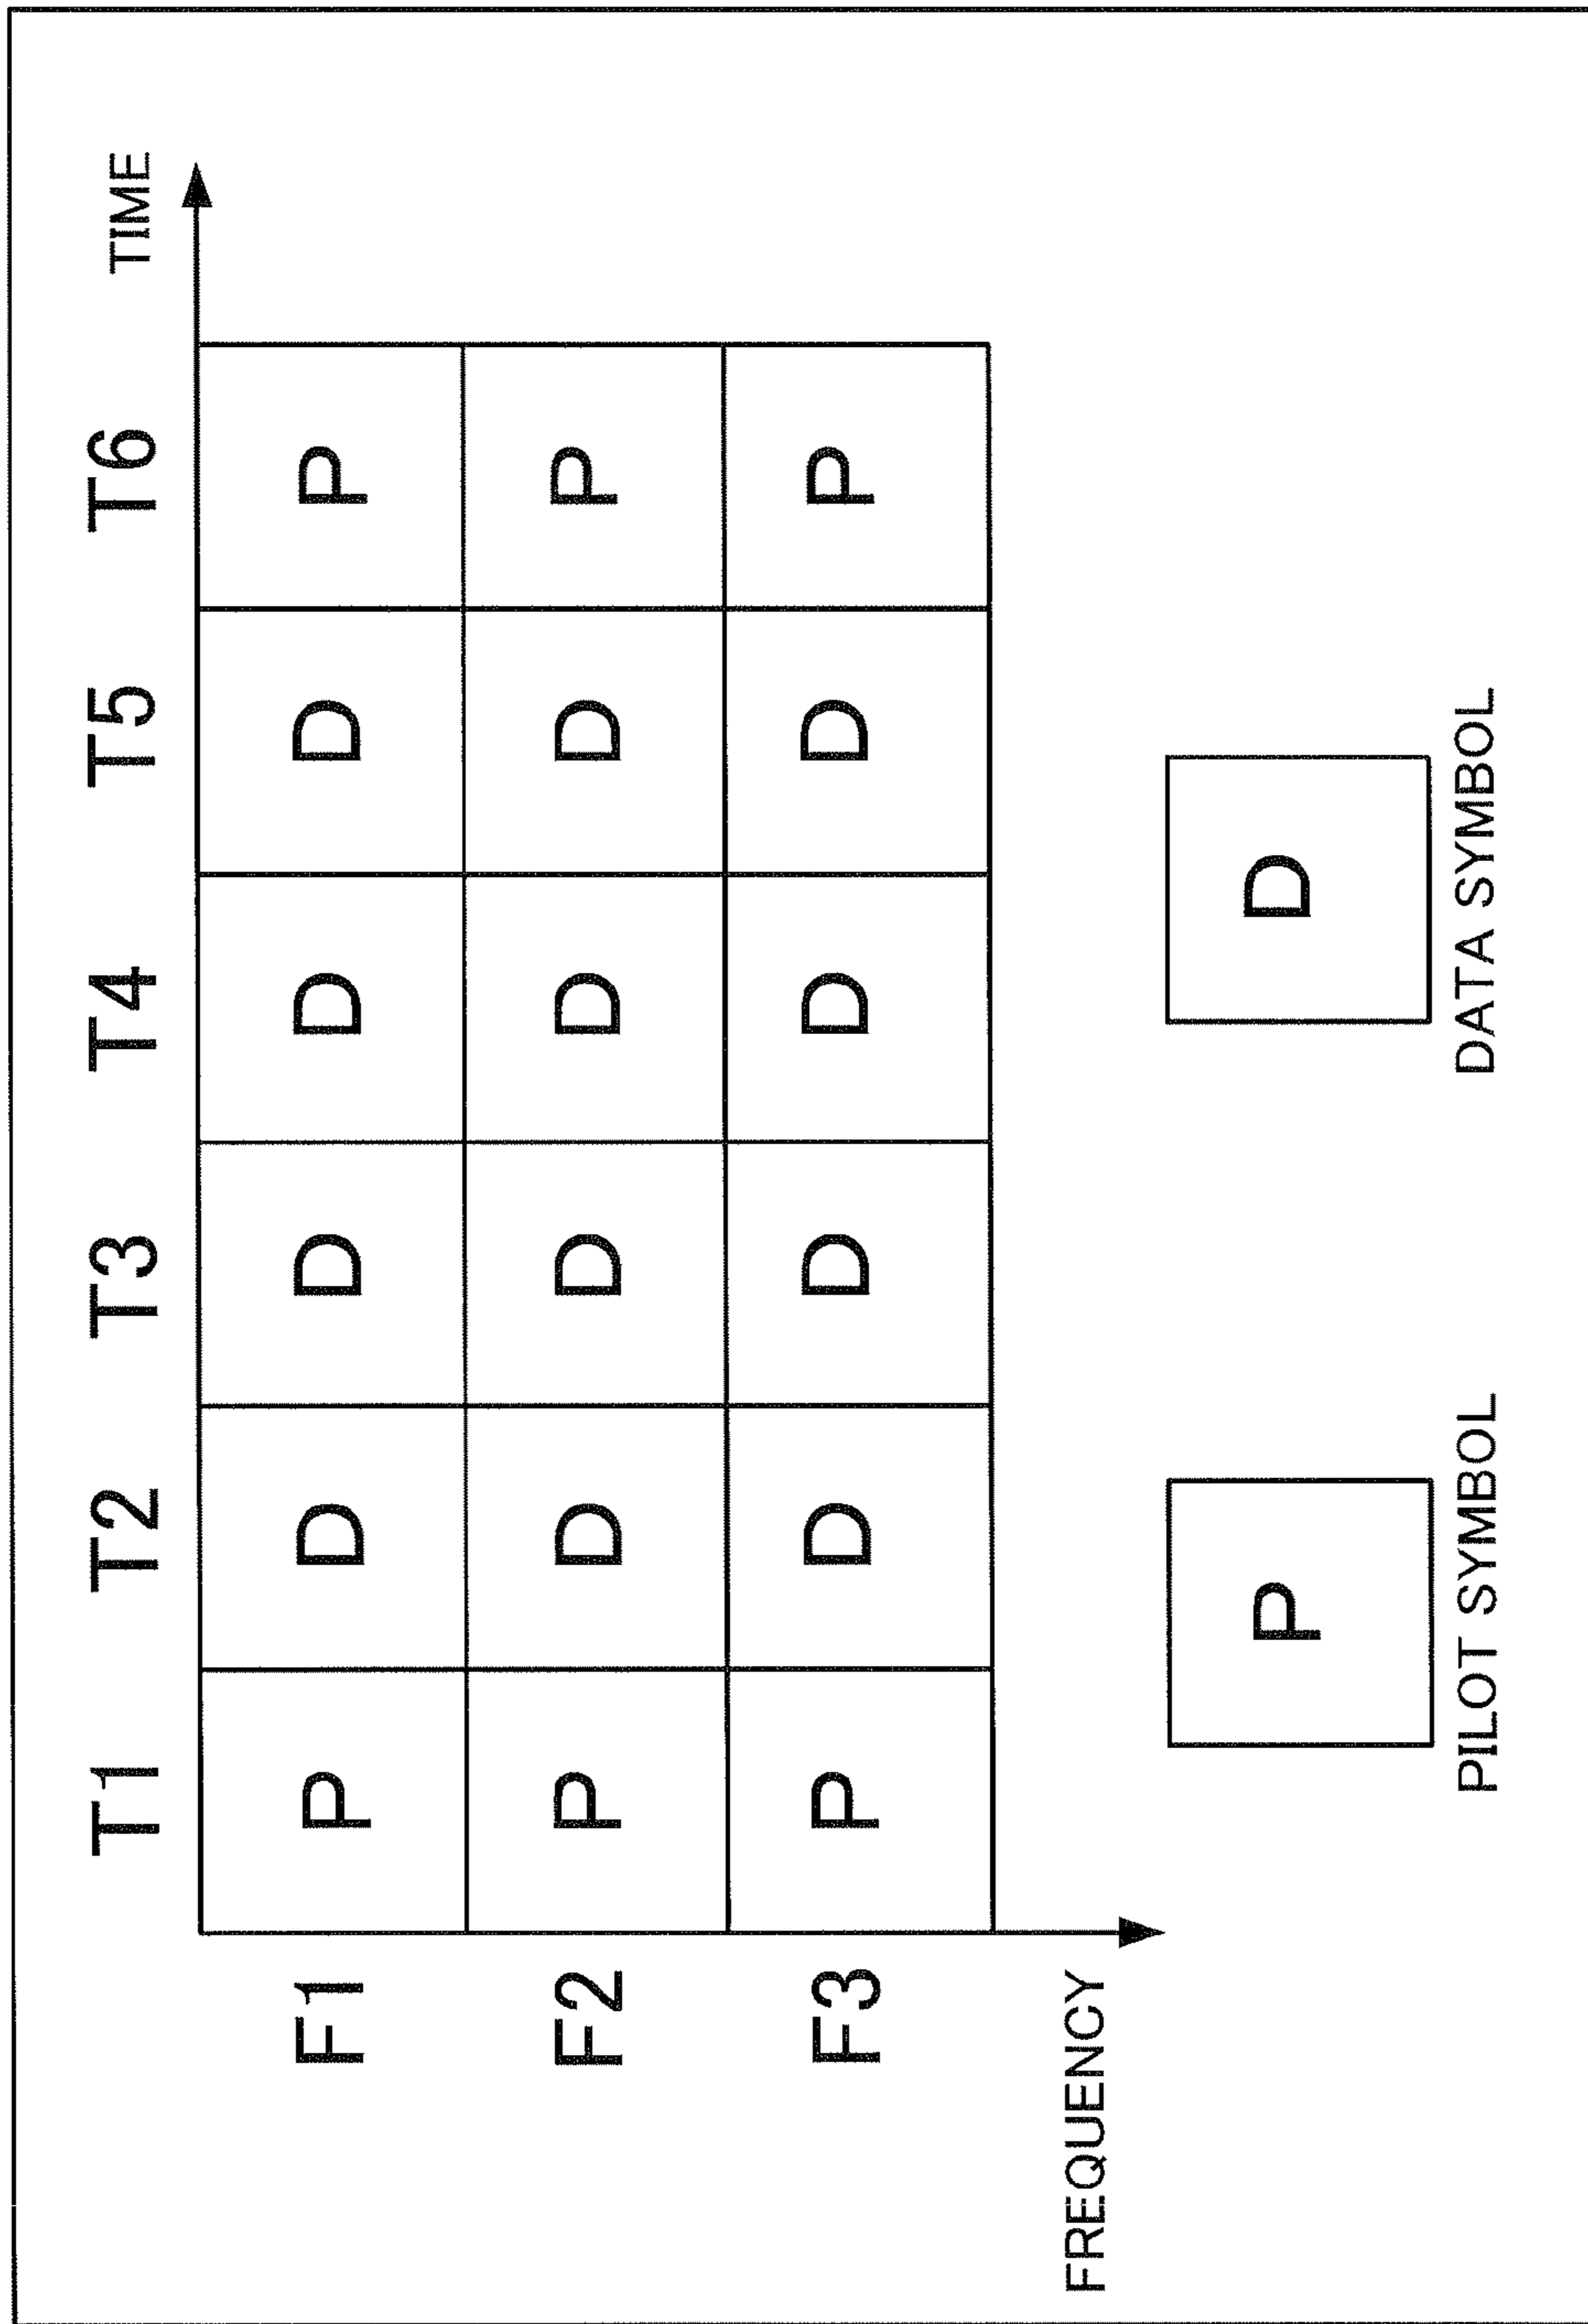 TIME
T1 T2 T3 T4 T5 T6
F1 P D D D D P
F2 P D D D D P
F3 P D D D D P
FREQUENCY
P D
PILOT SYMBOL DATA SYMBOL